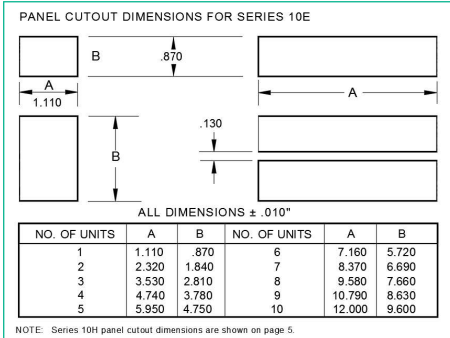 PANEL CUTOUT DIMENSIONS FOR SERIES 10E
B .870
A
1.110
A
.130
B
ALL DIMENSIONS ± .010"
NO. OF UNITS A B NO. OF UNITS A B
1 1.110 .870 6 7.160 5.720
2 2.320 1.840 7 8.370 6.690
3 3.530 2.810 8 9.580 7.660
4 4.740 3.780 9 10.790 8.630
5 5.950 4.750 10 12.000 9.600
NOTE: Series 10H panel cutout dimensions are shown on page 5.